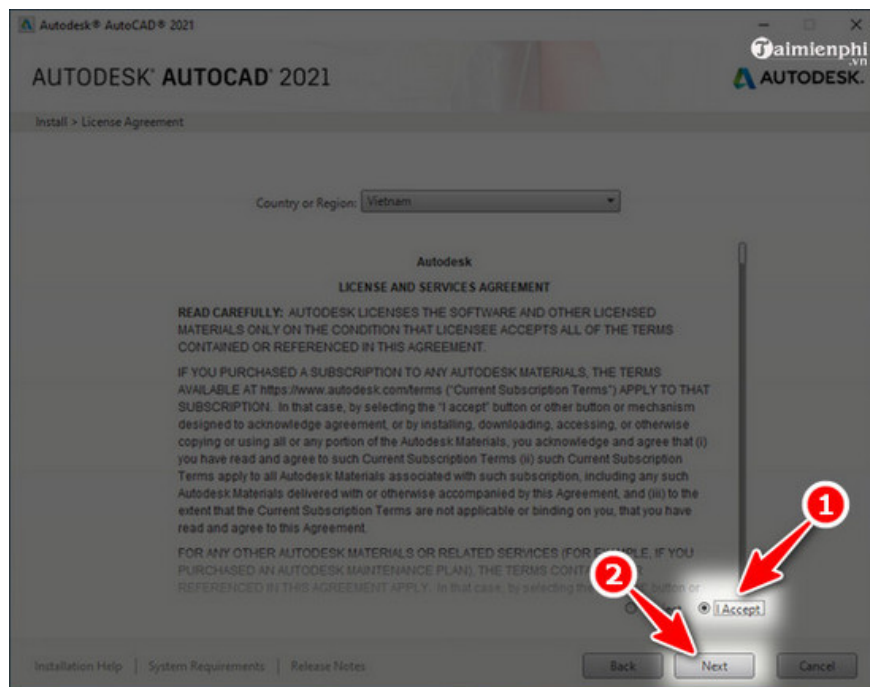 Autodesk® AutoCAD® 2021
Taimienphi
.vn
AUTODESK® AUTOCAD® 2021
AUTODESK.
Install > License Agreement
Country or Region: Vietnam
Autodesk
LICENSE AND SERVICES AGREEMENT
READ CAREFULLY: AUTODESK LICENSES THE SOFTWARE AND OTHER LICENSED
MATERIALS ONLY ON THE CONDITION THAT LICENSEE ACCEPTS ALL OF THE TERMS
CONTAINED OR REFERENCED IN THIS AGREEMENT.
IF YOU PURCHASED A SUBSCRIPTION TO ANY AUTODESK MATERIALS, THE TERMS
AVAILABLE AT https://www.autodesk.com/terms ("Current Subscription Terms") APPLY TO THAT
SUBSCRIPTION. In that case, by selecting the "I accept" button or other button or mechanism
designed to acknowledge agreement, or by installing, downloading, accessing, or otherwise
copying or using all or any portion of the Autodesk Materials, you acknowledge and agree that (i)
you have read and agree to such Current Subscription Terms (ii) such Current Subscription
Terms apply to all Autodesk Materials associated with such subscription, including any such
Autodesk Materials delivered with or otherwise accompanied by this Agreement, and (iii) to the
extent that the Current Subscription Terms are not applicable or binding on you, that you have
read and agree to this Agreement.
FOR ANY OTHER AUTODESK MATERIALS OR RELATED SERVICES (FOR EXAMPLE, IF YOU
PURCHASED AN AUTODESK MAINTENANCE PLAN), THE TERMS
REFERENCED IN THIS AGREEMENT APPLY. In that case, by selecting the button or
1
2
I Accept
Installation Help | System Requirements | Release Notes
Back
Next
Cancel